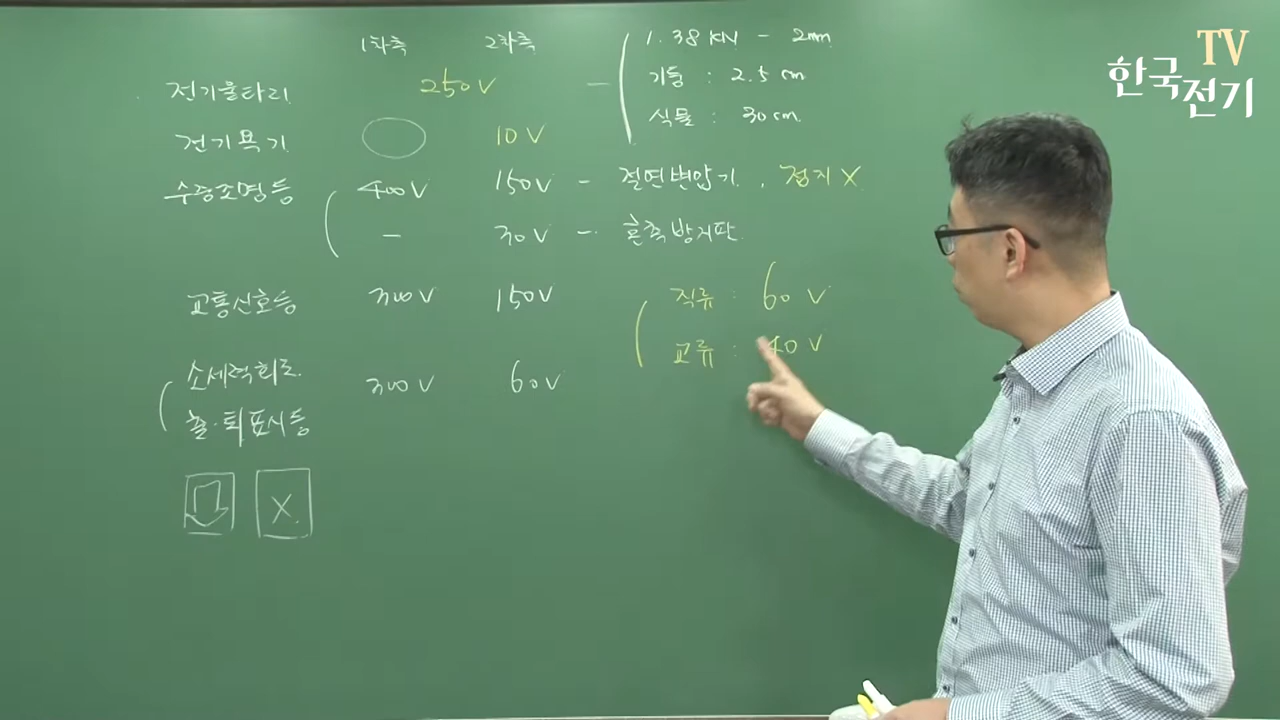 1차측 2차측
전기울타리 250V - 1.38KN - 2mm
기둥 : 2.5cm
식물 : 30cm
전기욕기 10V
수중조명등 400V 150V - 절연변압기, 접지 X
- 30V - 혼촉방지판
교통신호등 300V 150V
직류 : 60V
교류 : 40V
소세력회로 300V 60V
출·퇴표시등
X
TV
한국
전기